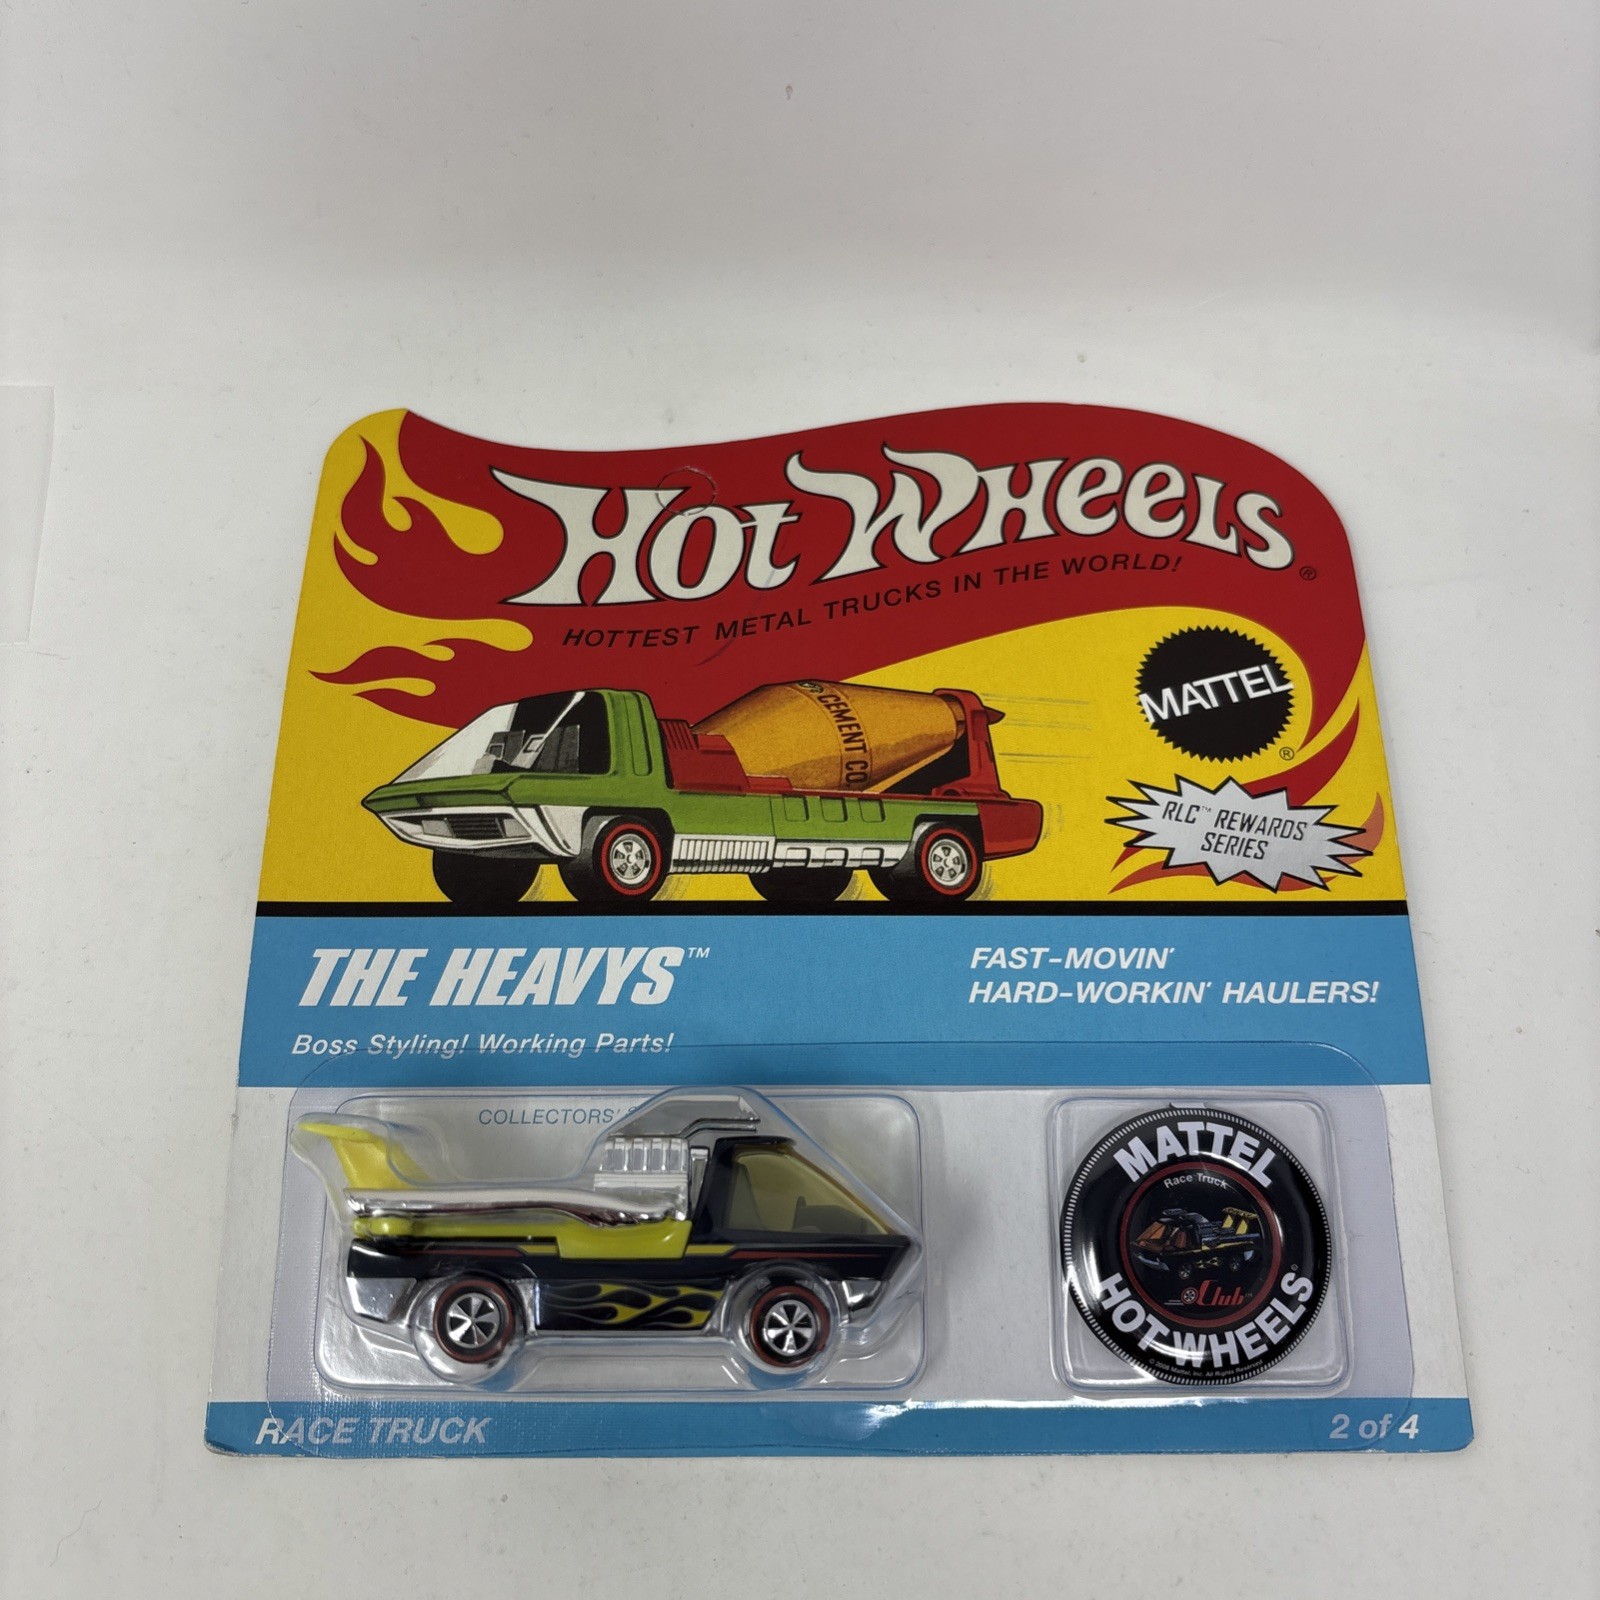 HOT WHEELS®
HOTTEST METAL TRUCKS IN THE WORLD!
MATTEL
®
CEMENT CO
RLC™ REWARDS
SERIES
THE HEAVYS™
FAST-MOVIN'
HARD-WORKIN' HAULERS!
Boss Styling! Working Parts!
COLLECTORS'
MATTEL
Race Truck
Club
HOT WHEELS
RACE TRUCK
2 of 4